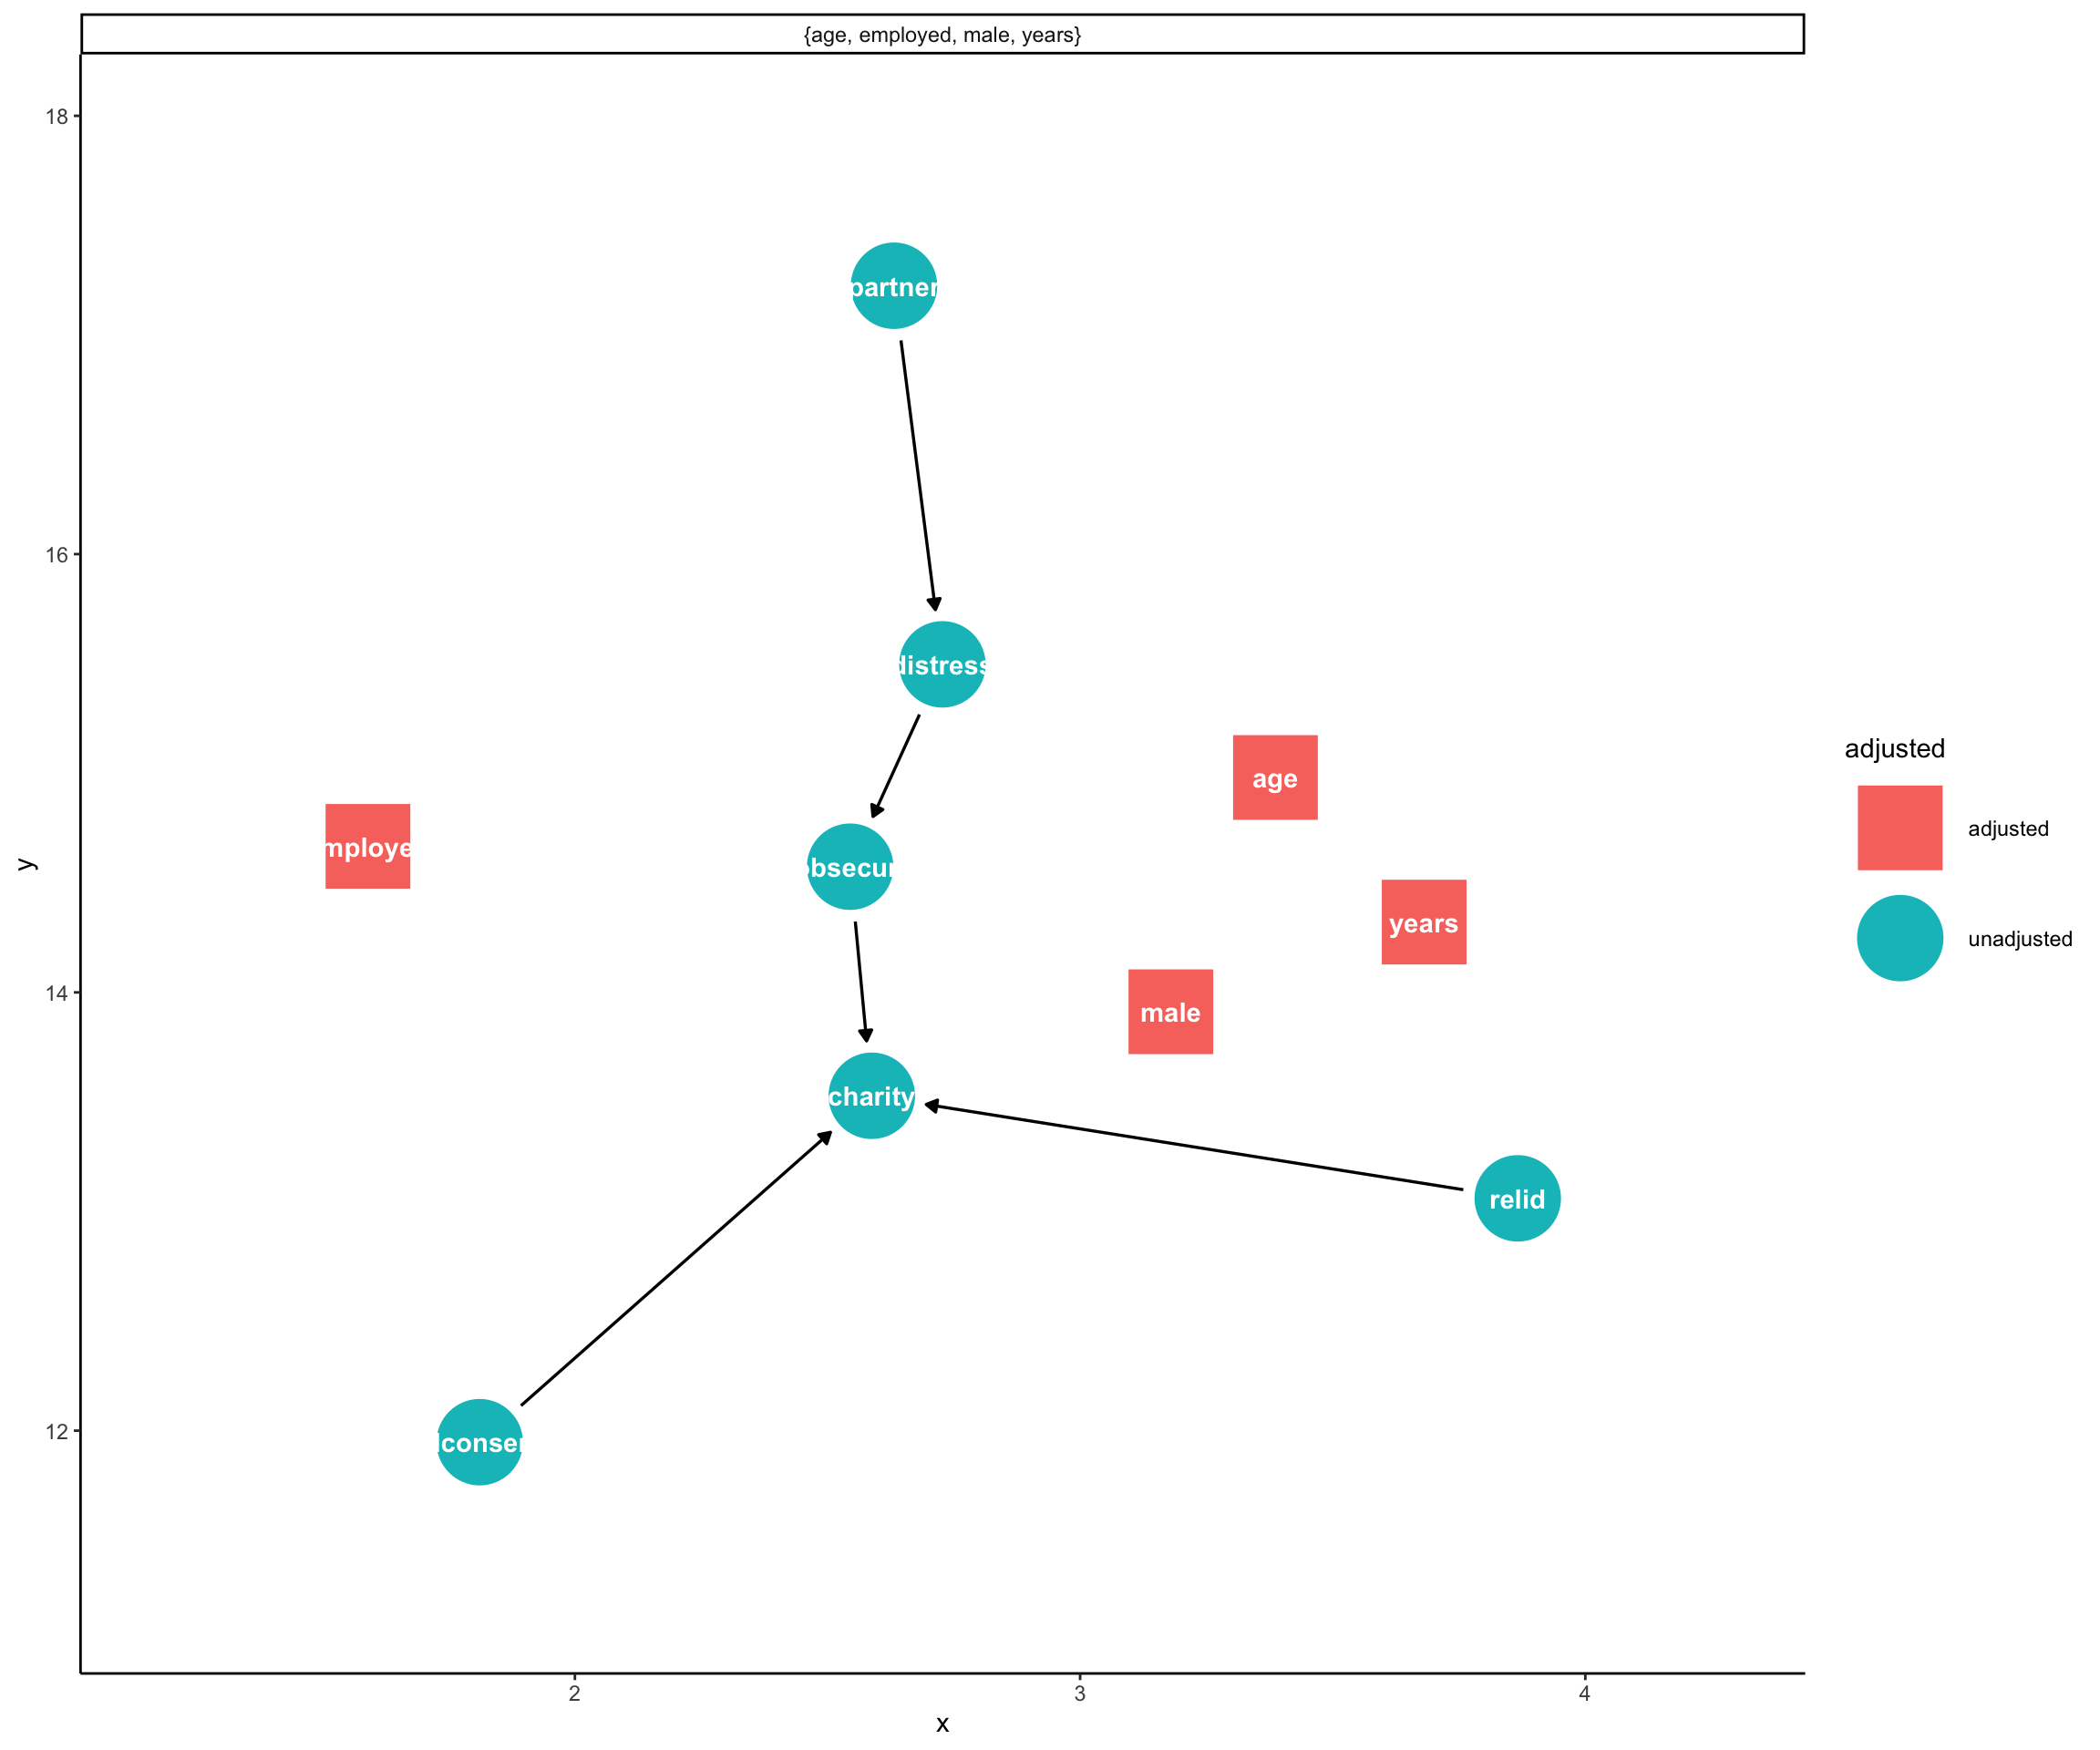 {age, employed, male, years}
18
partner
16
distress
age
adjusted
adjusted
mploye
bsecur
years
unadjusted
y
14
male
charity
relid
12
lconser
2
3
4
x